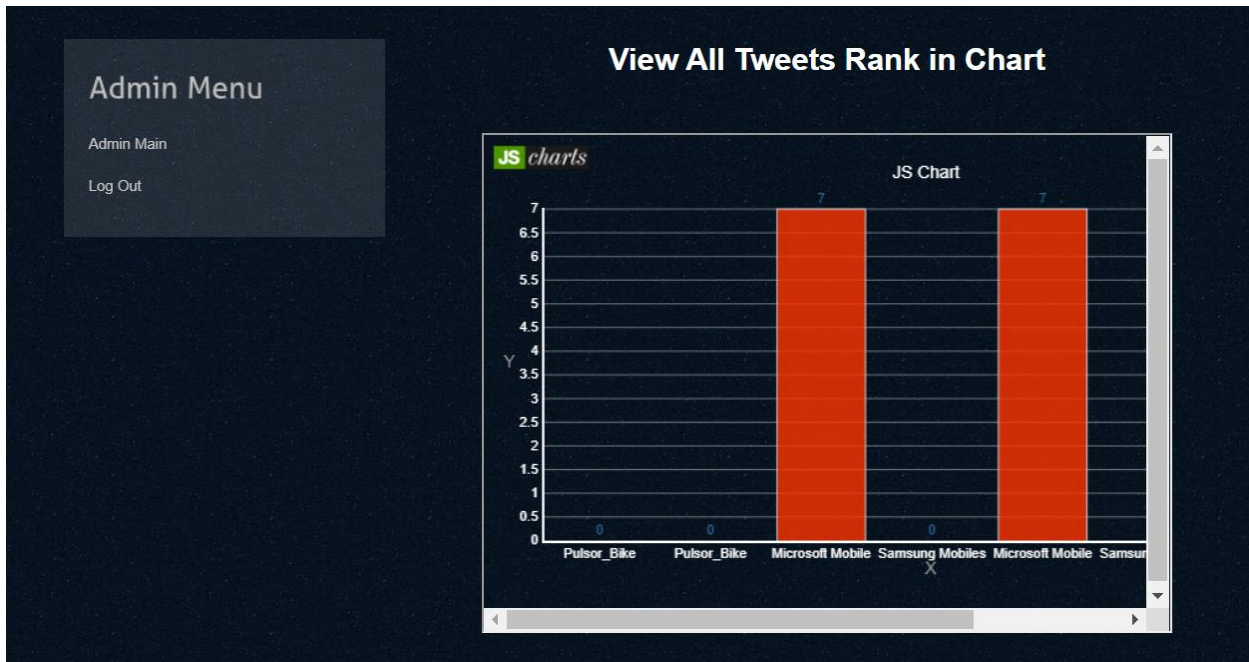 Admin Menu
Admin Main
Log Out
View All Tweets Rank in Chart
JS charts
JS Chart
7 7
7
6.5
6
5.5
5
4.5
4
Y
3.5
3
2.5
2
1.5
1
0.5
0 0 0
0
Pulsor_Bike Pulsor_Bike Microsoft Mobile Samsung Mobiles Microsoft Mobile Samsur
X